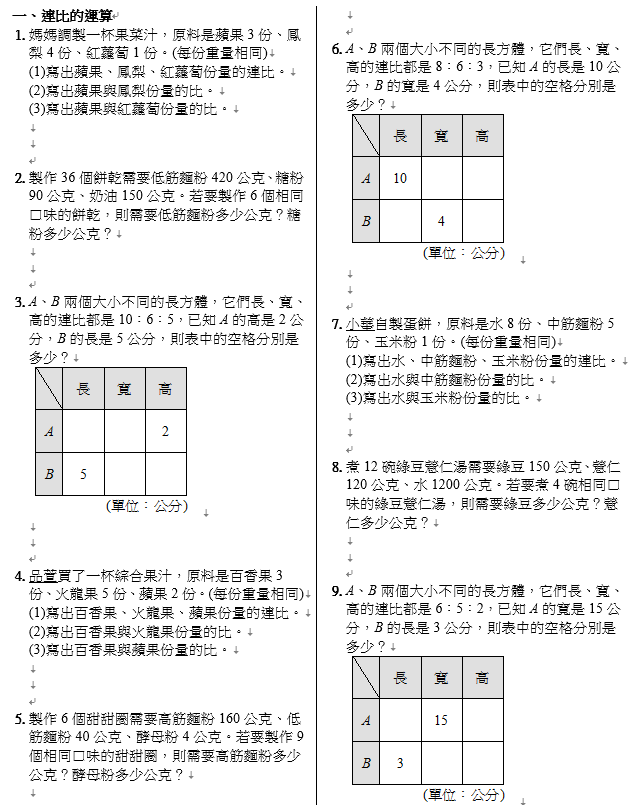 一、連比的運算
1. 媽媽調製一杯果菜汁，原料是蘋果 3 份、鳳
梨 4 份、紅蘿蔔 1 份。(每份重量相同)
(1)寫出蘋果、鳳梨、紅蘿蔔份量的連比。
(2)寫出蘋果與鳳梨份量的比。
(3)寫出蘋果與紅蘿蔔份量的比。
2. 製作 36 個餅乾需要低筋麵粉 420 公克、糖粉
90 公克、奶油 150 公克。若要製作 6 個相同
口味的餅乾，則需要低筋麵粉多少公克？糖
粉多少公克？
3. A、B 兩個大小不同的長方體，它們長、寬、
高的連比都是 10：6：5，已知 A 的高是 2 公
分，B 的長是 5 公分，則表中的空格分別是
多少？
長 寬 高
A 2
B 5
(單位：公分)
4. 品萱買了一杯綜合果汁，原料是百香果 3
份、火龍果 5 份、蘋果 2 份。(每份重量相同)
(1)寫出百香果、火龍果、蘋果份量的連比。
(2)寫出百香果與火龍果份量的比。
(3)寫出百香果與蘋果份量的比。
5. 製作 6 個甜甜圈需要高筋麵粉 160 公克、低
筋麵粉 40 公克、酵母粉 4 公克。若要製作 9
個相同口味的甜甜圈，則需要高筋麵粉多少
公克？酵母粉多少公克？
6. A、B 兩個大小不同的長方體，它們長、寬、
高的連比都是 8：6：3，已知 A 的長是 10 公
分，B 的寬是 4 公分，則表中的空格分別是
多少？
長 寬 高
A 10
B 4
(單位：公分)
7. 小華自製蛋餅，原料是水 8 份、中筋麵粉 5
份、玉米粉 1 份。(每份重量相同)
(1)寫出水、中筋麵粉、玉米粉份量的連比。
(2)寫出水與中筋麵粉份量的比。
(3)寫出水與玉米粉份量的比。
8. 煮 12 碗綠豆薏仁湯需要綠豆 150 公克、薏仁
120 公克、水 1200 公克。若要煮 4 碗相同口
味的綠豆薏仁湯，則需要綠豆多少公克？薏
仁多少公克？
9. A、B 兩個大小不同的長方體，它們長、寬、
高的連比都是 6：5：2，已知 A 的寬是 15 公
分，B 的長是 3 公分，則表中的空格分別是
多少？
長 寬 高
A 15
B 3
(單位：公分)